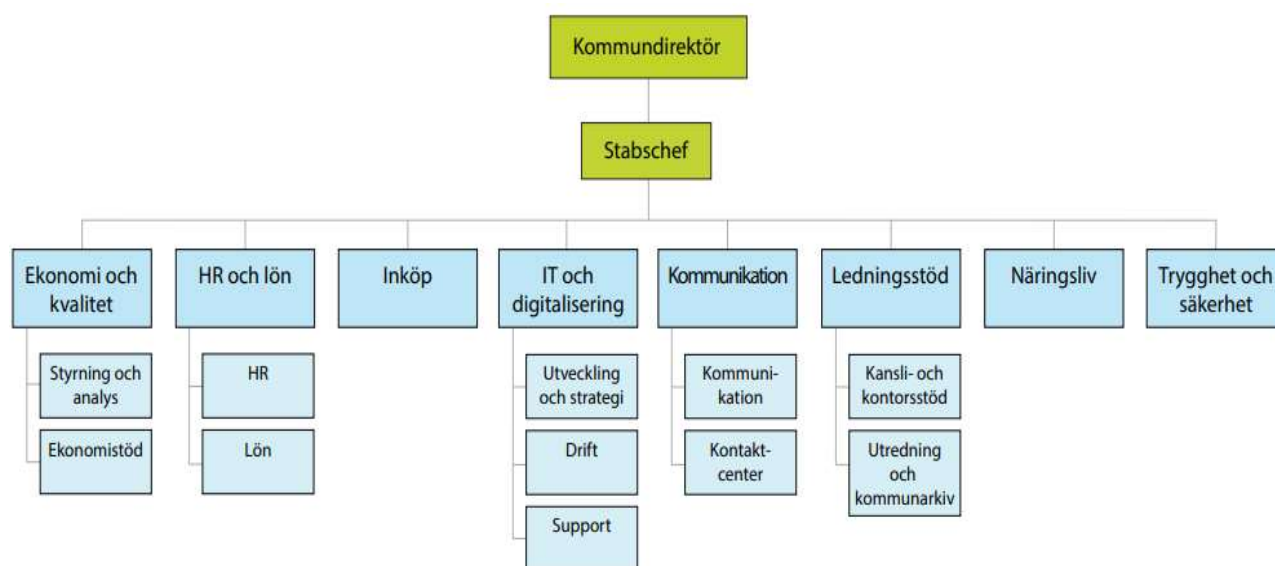 Kommundirektör
Stabschef
Ekonomi och
kvalitet
HR och lön
Inköp
IT och
digitalisering
Kommunikation
Ledningsstöd
Näringsliv
Trygghet och
säkerhet
Styrning och
analys
Ekonomistöd
HR
Lön
Utveckling
och strategi
Drift
Support
Kommuni-
kation
Kontakt-
center
Kansli- och
kontorsstöd
Utredning
och
kommunarkiv